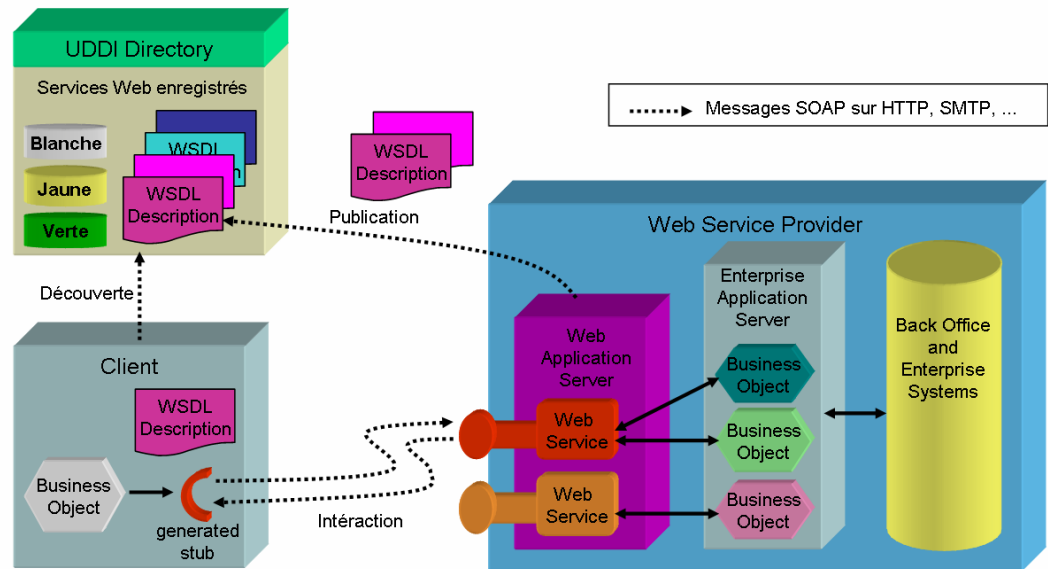 UDDI Directory
Services Web enregistrés
Blanche
Jaune
Verte
WSDL
n
WSDL
Description
WSDL
Description
Publication
Messages SOAP sur HTTP, SMTP, ...
Découverte
Client
WSDL
Description
Business
Object
generated
stub
Intéraction
Web Service Provider
Web
Application
Server
Web
Service
Web
Service
Enterprise
Application
Server
Business
Object
Business
Object
Business
Object
Back Office
and
Enterprise
Systems